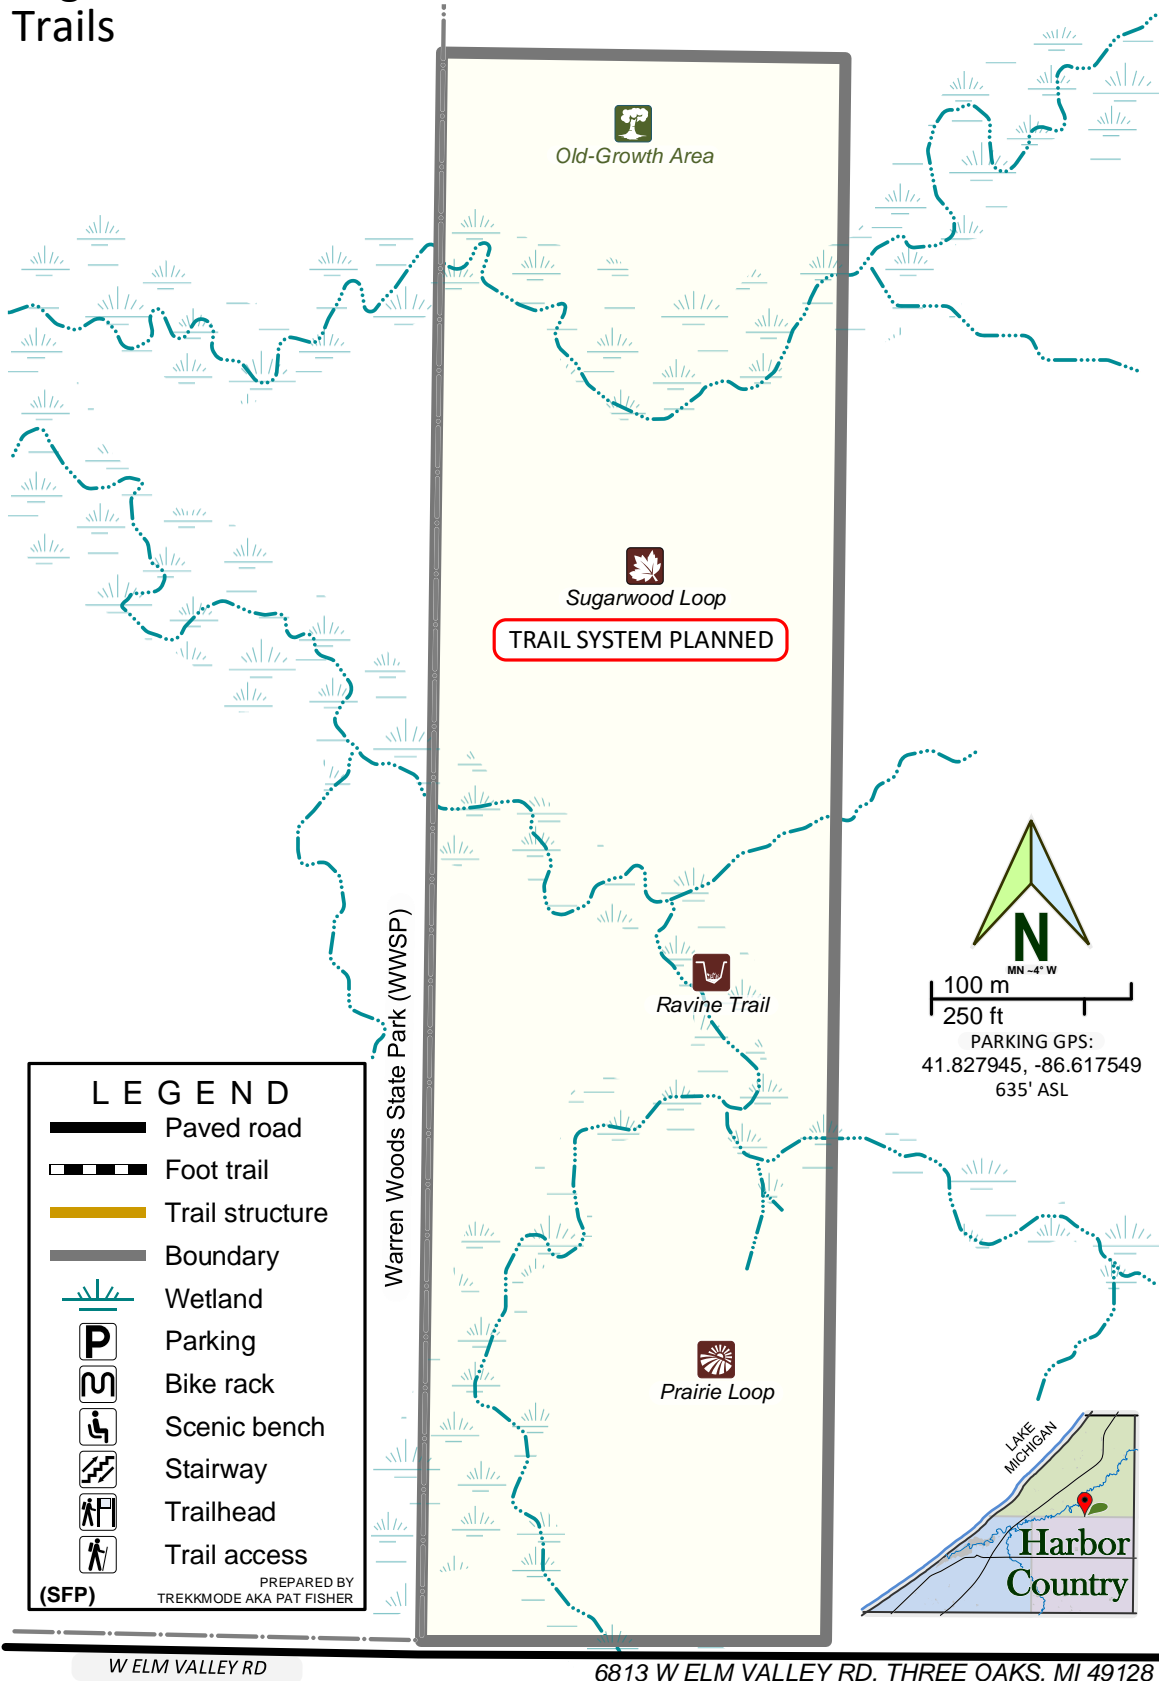 Trails
Old-Growth Area
Sugarwood Loop
TRAIL SYSTEM PLANNED
Warren Woods State Park (WWSP)
Ravine Trail
N
MN ~4° W
100 m
250 ft
PARKING GPS:
41.827945, -86.617549
635' ASL
LEGEND
Paved road
Foot trail
Trail structure
Boundary
Wetland
P Parking
Bike rack
Scenic bench
Stairway
Trailhead
Trail access
(SFP)
PREPARED BY
TREKKMODE AKA PAT FISHER
Prairie Loop
LAKE
MICHIGAN
Harbor
Country
W ELM VALLEY RD
6813 W ELM VALLEY RD, THREE OAKS, MI 49128